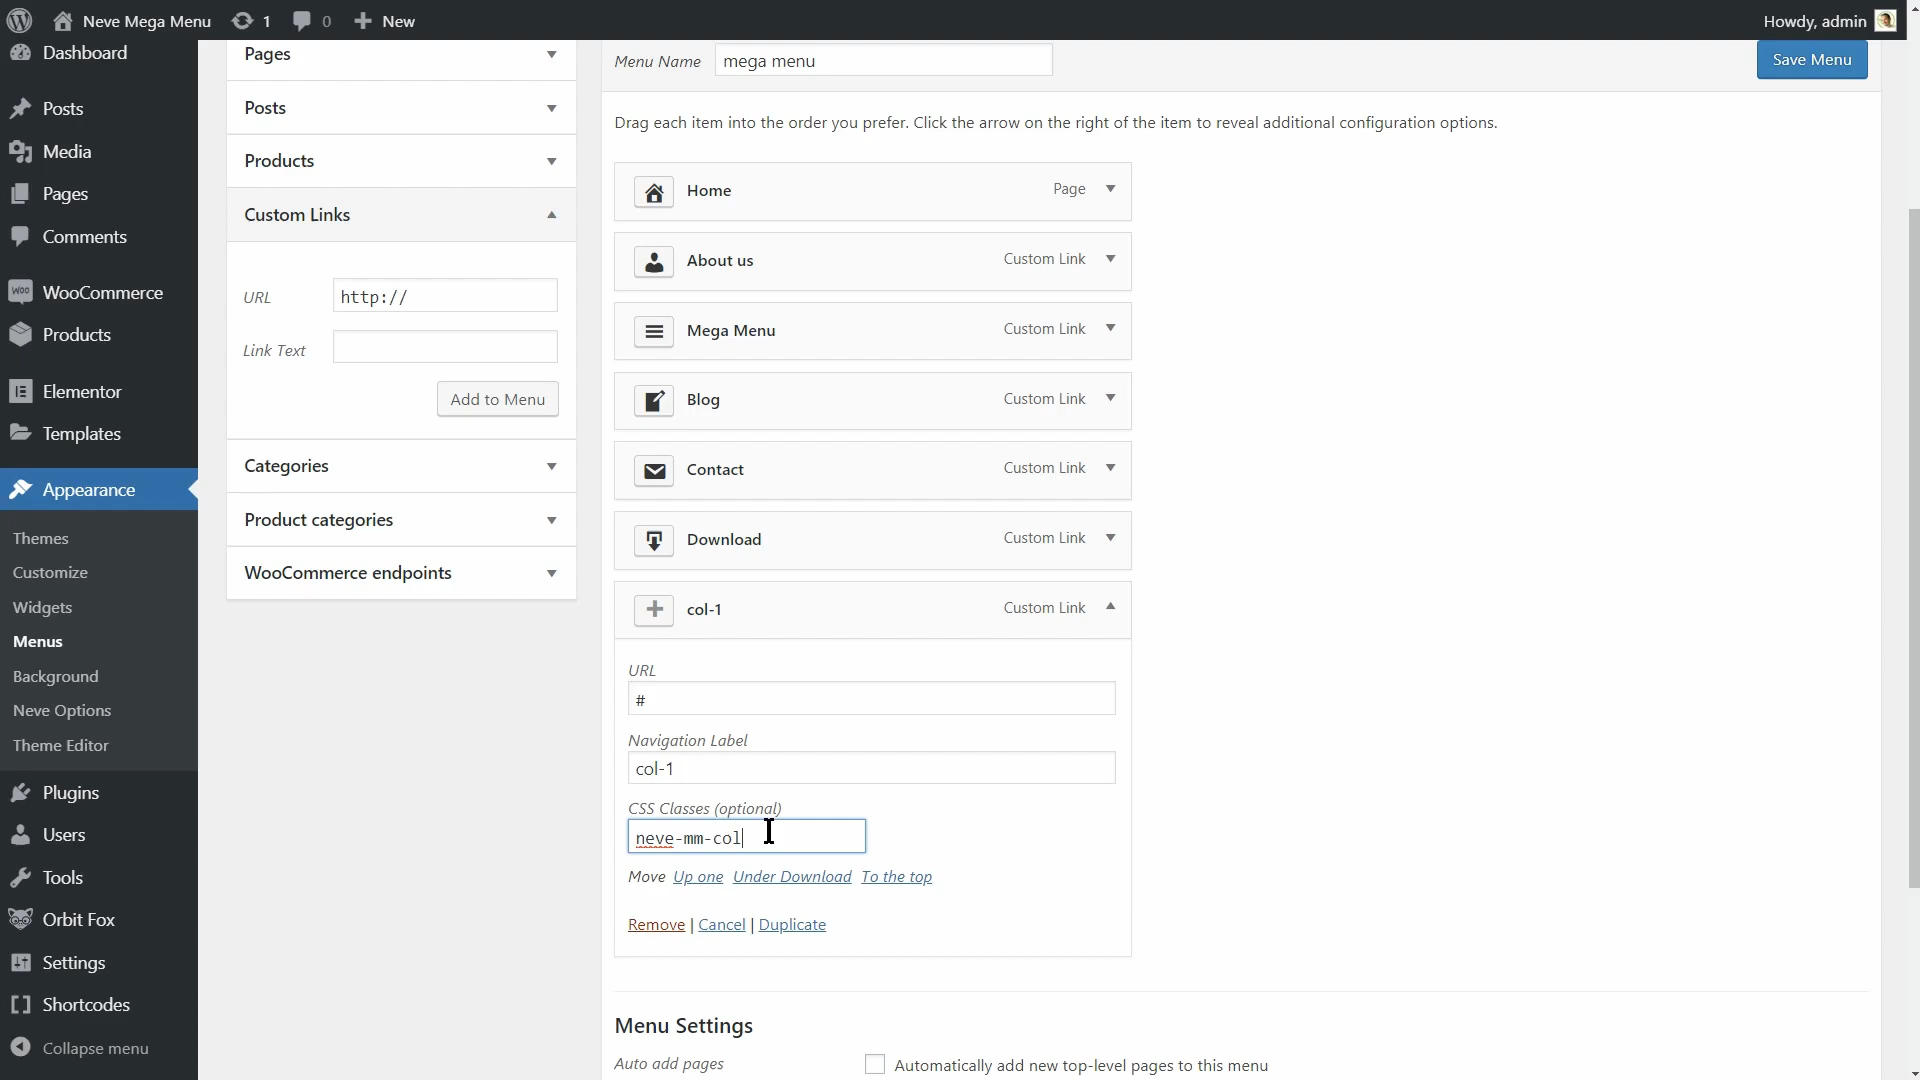 Neve Mega Menu 1 0 New Howdy, admin
Dashboard
Posts
Media
Pages
Comments
WOO WooCommerce
Products
Elementor
Templates
Appearance
Themes
Customize
Widgets
Menus
Background
Neve Options
Theme Editor
Plugins
Users
Tools
Orbit Fox
Settings
Shortcodes
Collapse menu
Pages
Posts
Products
Custom Links
URL http://
Link Text
Add to Menu
Categories
Product categories
WooCommerce endpoints
Menu Name mega menu Save Menu
Drag each item into the order you prefer. Click the arrow on the right of the item to reveal additional configuration options.
Home Page
About us Custom Link
Mega Menu Custom Link
Blog Custom Link
Contact Custom Link
Download Custom Link
col-1 Custom Link
URL
#
Navigation Label
col-1
CSS Classes (optional)
neve-mm-col
Move Up one Under Download To the top
Remove | Cancel | Duplicate
Menu Settings
Auto add pages Automatically add new top-level pages to this menu